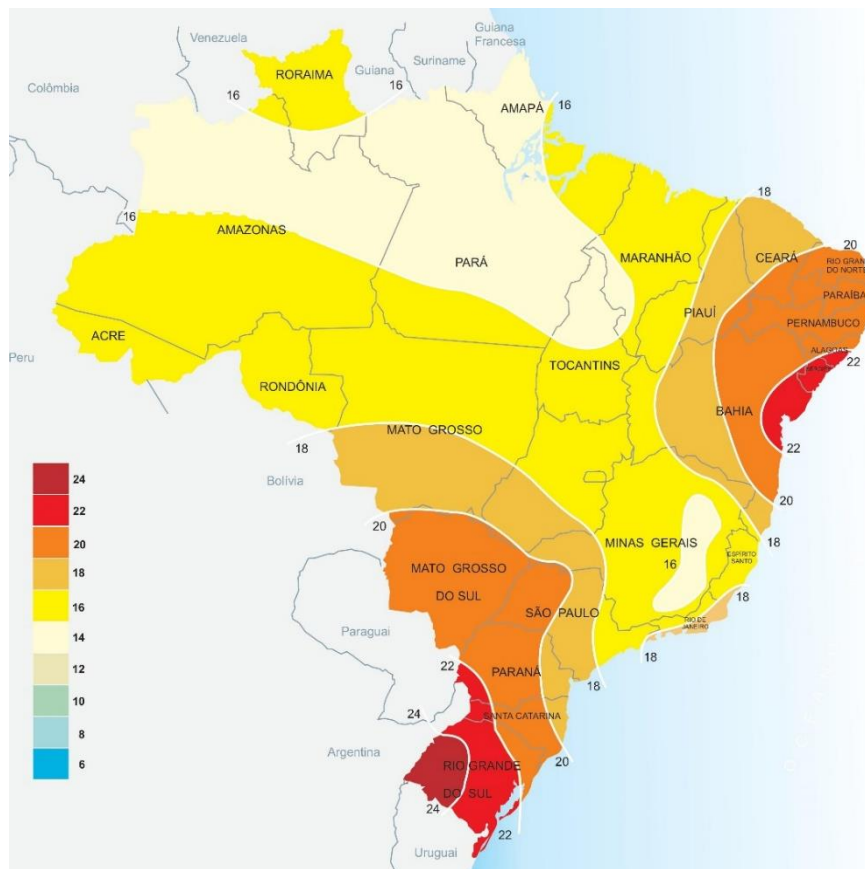 Guiana
Francesa
Venezuela
Suriname
Guiana
RORAIMA
Colômbia
16
16
AMAPÁ
16
18
16
AMAZONAS
MARANHÃO
CEARÁ
20
PARÁ
RIO GRANDE
DO NORTE
PARAÍBA
PIAUÍ
PERNAMBUCO
ACRE
ALAGOAS
22
Peru
TOCANTINS
RONDÔNIA
BAHIA
MATO GROSSO
18
22
Bolívia
24
22
20
18
16
14
12
10
8
6
20
20
MINAS GERAIS
18
ESPÍRITO
SANTO
16
MATO GROSSO
DO SUL
18
SÃO PAULO
RIO DE
JANEIRO
Paraguai
18
22
PARANÁ
18
24
SANTA CATARINA
Argentina
20
RIO GRANDE
DO SUL
24
22
Uruguai